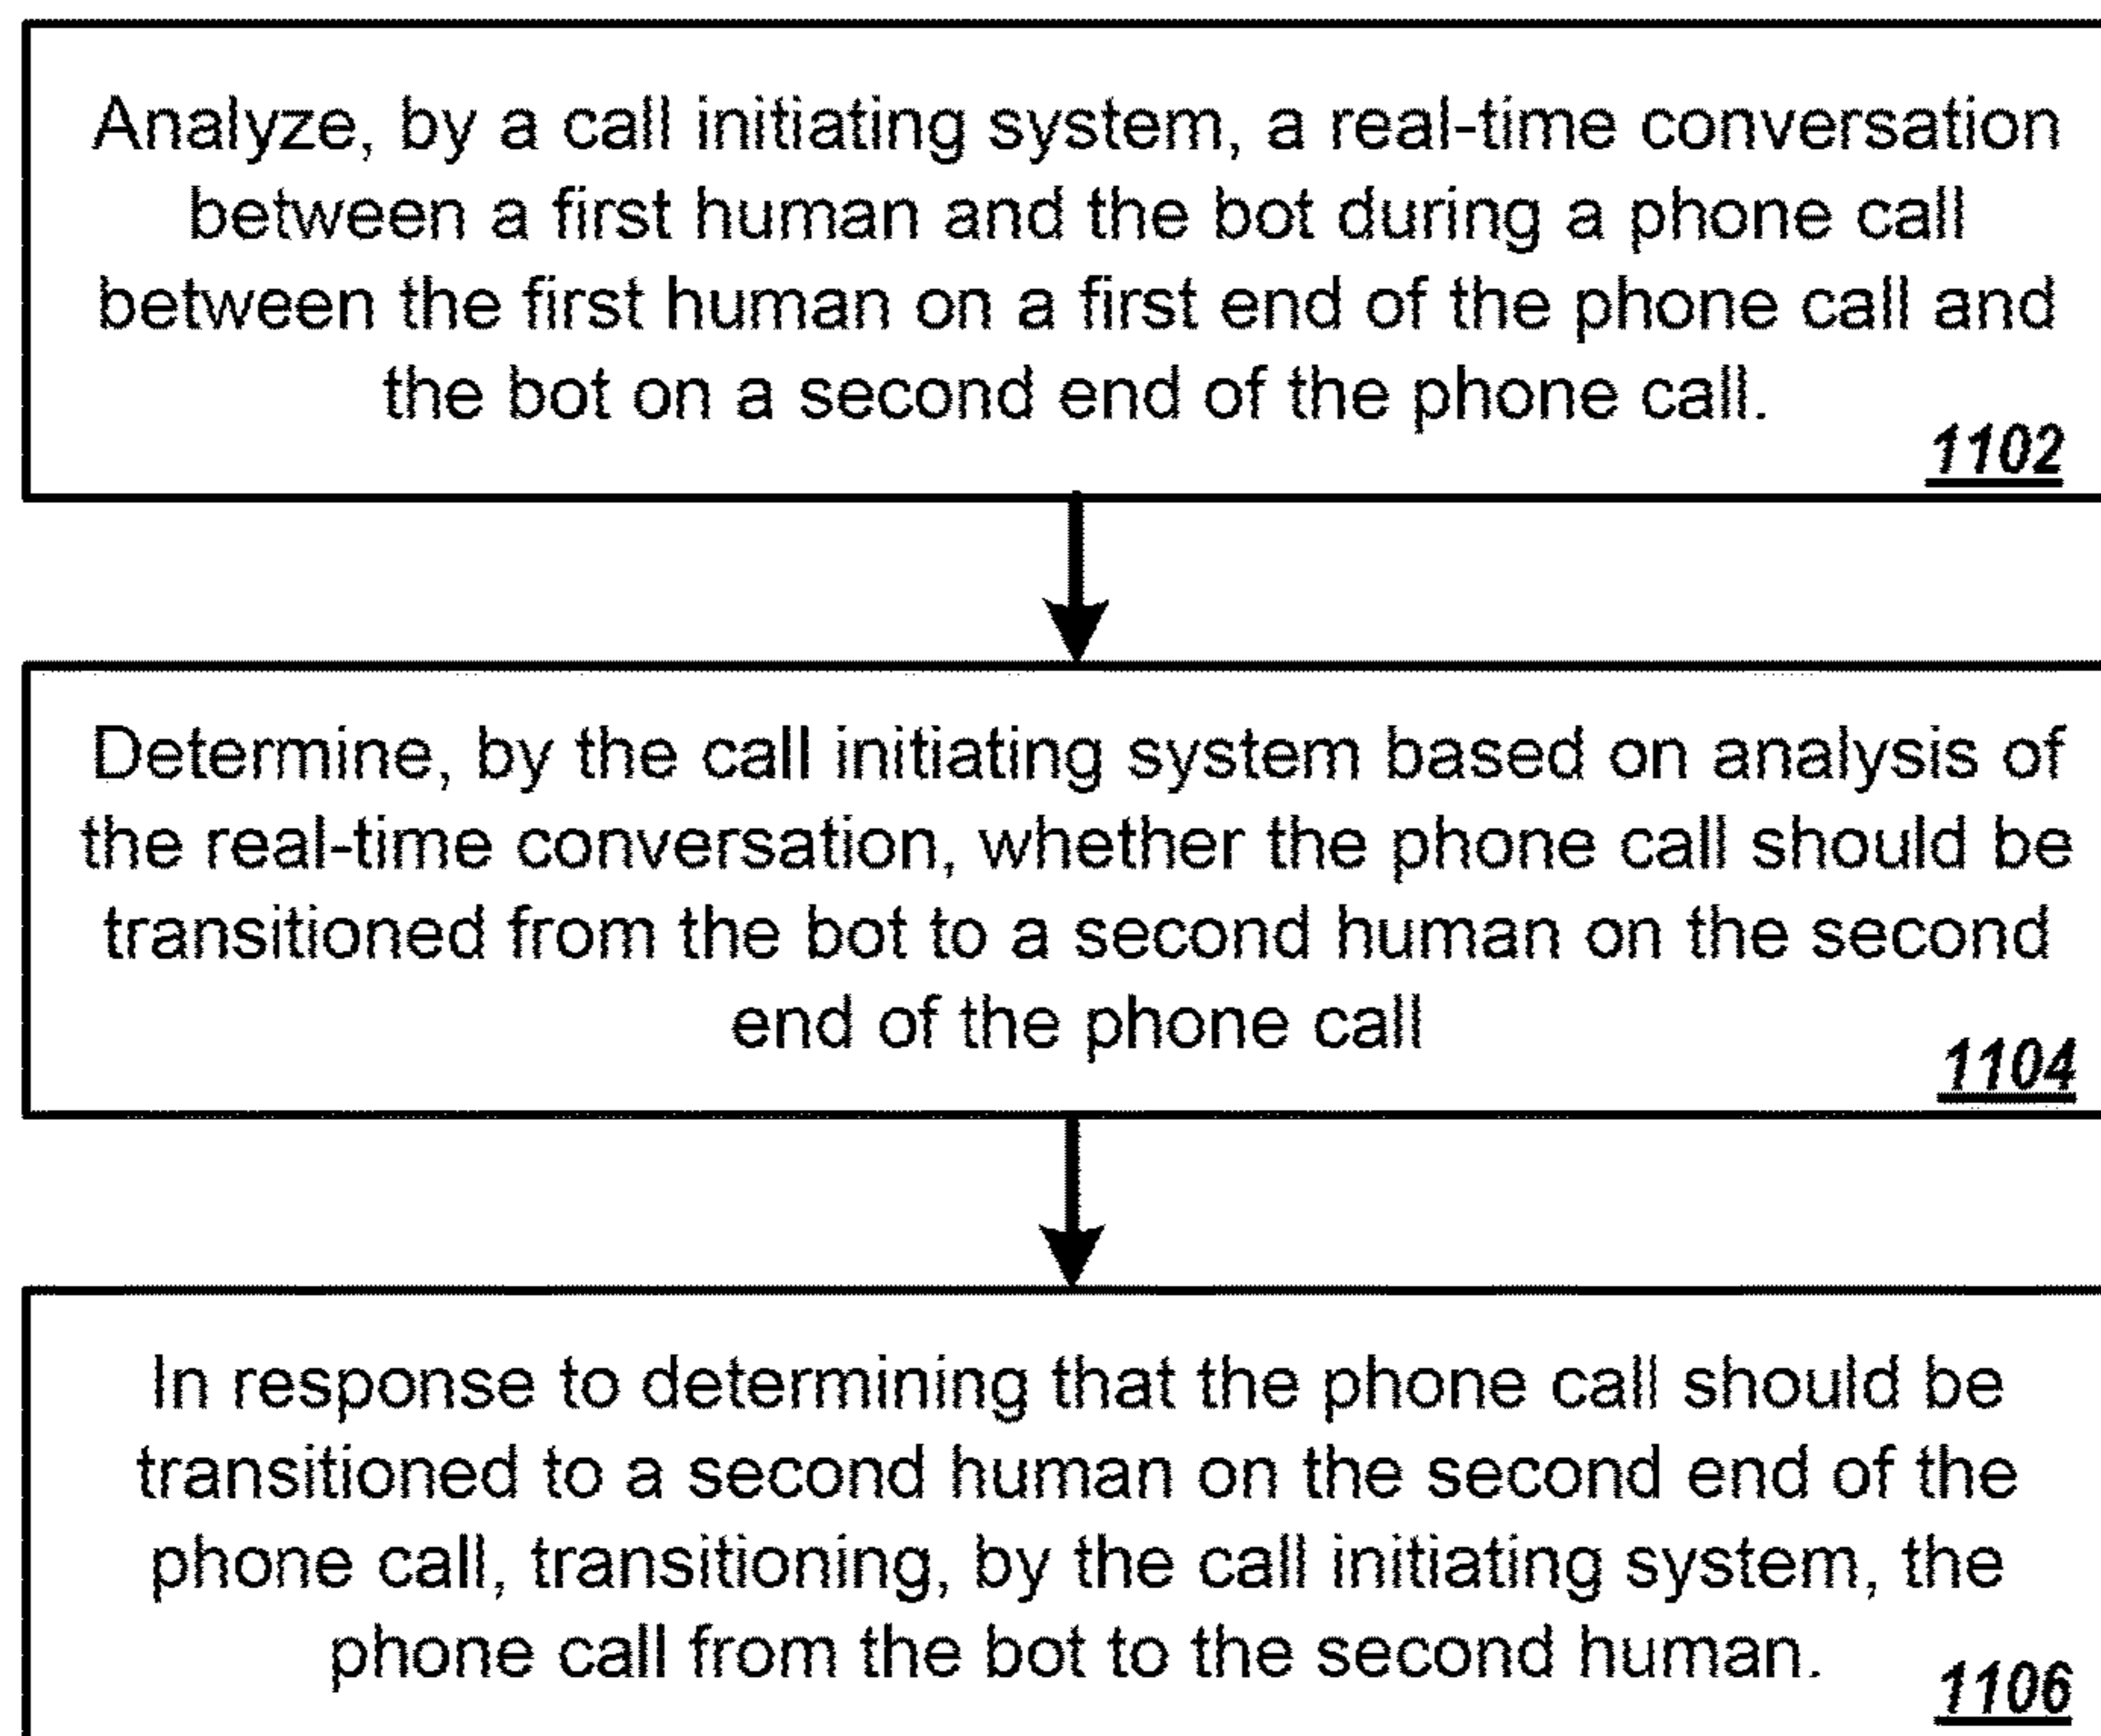 Analyze, by a call initiating system, a real-time conversation
between a first human and the bot during a phone call
between the first human on a first end of the phone call and
the bot on a second end of the phone call.
1102
Determine, by the call initiating system based on analysis of
the real-time conversation, whether the phone call should be
transitioned from the bot to a second human on the second
end of the phone call
1104
In response to determining that the phone call should be
transitioned to a second human on the second end of the
phone call, transitioning, by the call initiating system, the
phone call from the bot to the second human.
1106